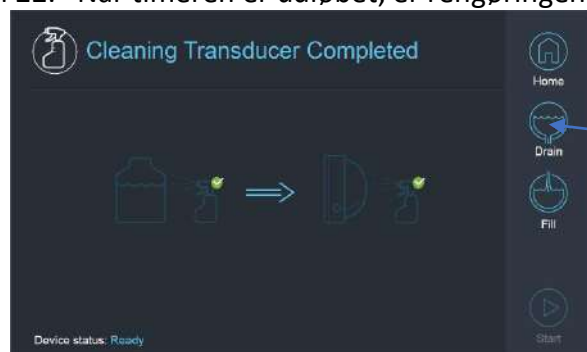 Når timeren er udløbet, er rengøringen
Cleaning Transducer Completed
Home
Drain
Fill
Start
Device status: Ready